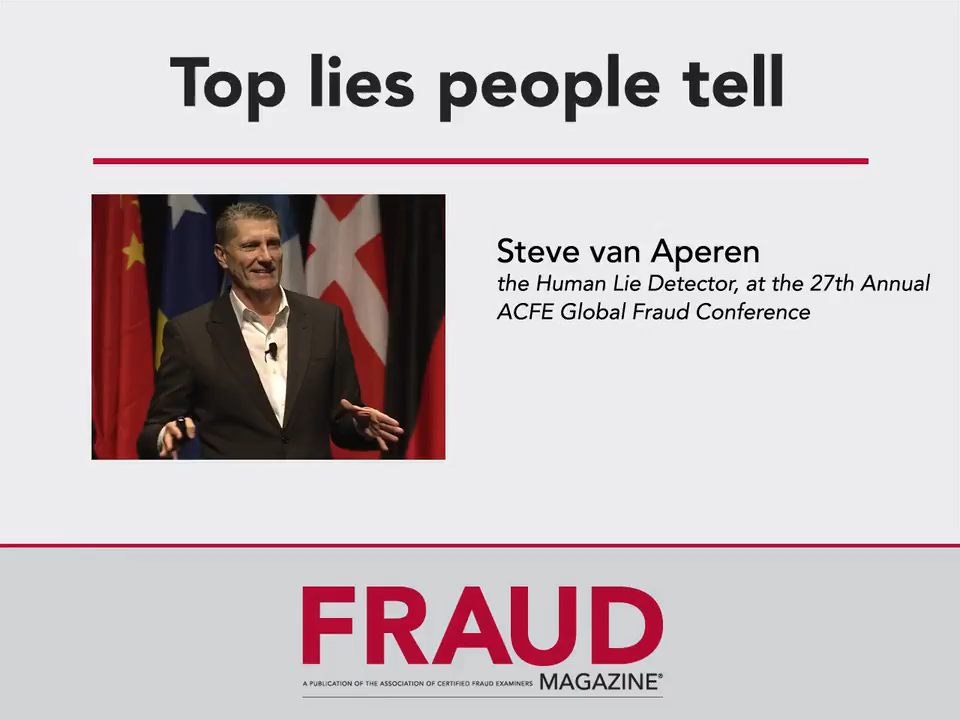 Top lies people tell
Steve van Aperen
the Human Lie Detector, at the 27th Annual
ACFE Global Fraud Conference
FRAUD
A PUBLICATION OF THE ASSOCIATION OF CERTIFIED FRAUD EXAMINERS MAGAZINE®